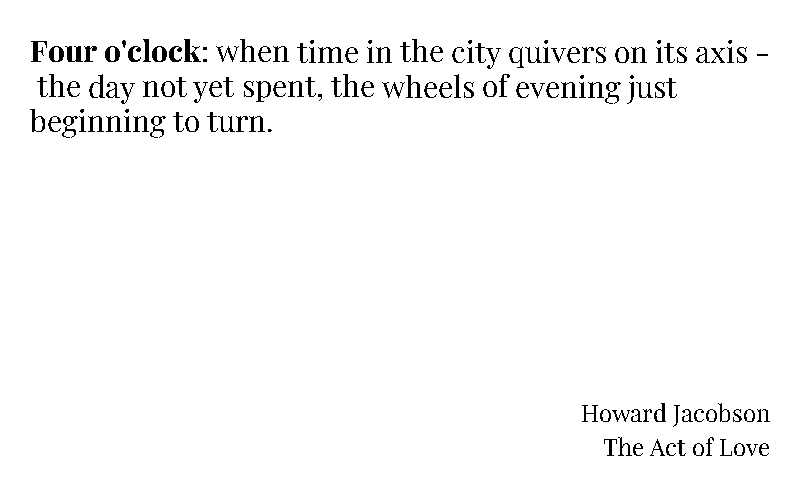 Four o'clock: when time in the city quivers on its axis –
the day not yet spent, the wheels of evening just
beginning to turn.
Howard Jacobson
The Act of Love